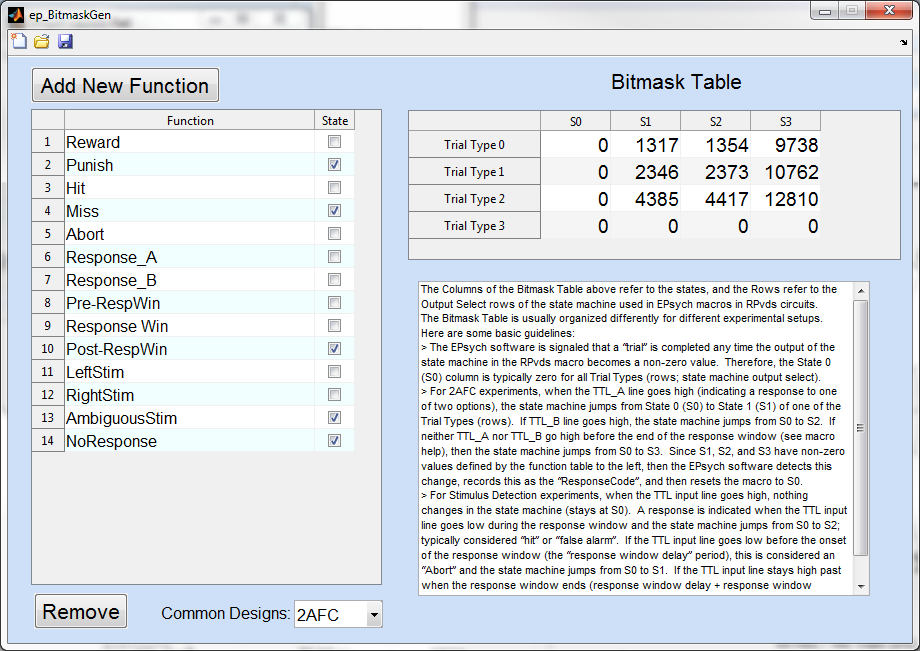 ep_BitmaskGen
Add New Function
Function State
1 Reward
2 Punish
3 Hit
4 Miss
5 Abort
6 Response_A
7 Response_B
8 Pre-RespWin
9 Response Win
10 Post-RespWin
11 LeftStim
12 RightStim
13 AmbiguousStim
14 NoResponse
Remove
Common Designs: 2AFC
Bitmask Table
S0 S1 S2 S3
Trial Type 0 0 1317 1354 9738
Trial Type 1 0 2346 2373 10762
Trial Type 2 0 4385 4417 12810
Trial Type 3 0 0 0 0
The Columns of the Bitmask Table above refer to the states, and the Rows refer to the
Output Select rows of the state machine used in EPsych macros in RPvds circuits.
The Bitmask Table is usually organized differently for different experimental setups.
Here are some basic guidelines:
> The EPsych software is signaled that a "trial" is completed any time the output of the
state machine in the RPvds macro becomes a non-zero value. Therefore, the State 0
(S0) column is typically zero for all Trial Types (rows; state machine output select).
> For 2AFC experiments, when the TTL_A line goes high (indicating a response to one
of two options), the state machine jumps from State 0 (S0) to State 1 (S1) of one of the
Trial Types (rows). If TTL_B line goes high, the state machine jumps from S0 to S2. If
neither TTL_A nor TTL_B go high before the end of the response window (see macro
help), then the state machine jumps from S0 to S3. Since S1, S2, and S3 have non-zero
values defined by the function table to the left, then the EPsych software detects this
change, records this as the "ResponseCode", and then resets the macro to S0.
> For Stimulus Detection experiments, when the TTL input line goes high, nothing
changes in the state machine (stays at S0). A response is indicated when the TTL input
line goes low during the response window and the state machine jumps from S0 to S2;
typically considered "hit" or "false alarm". If the TTL input line goes low before the onset
of the response window (the "response window delay" period), this is considered an
"Abort" and the state machine jumps from S0 to S1. If the TTL input line stays high past
when the response window ends (response window delay + response window